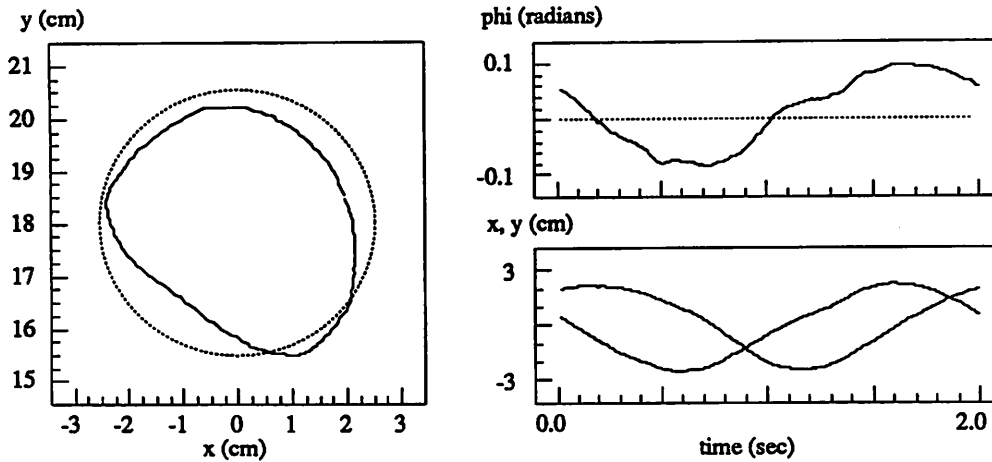 y (cm)
21
20
19
18
17
16
15
-3 -2 -1 0 1 2 3
x (cm)
phi (radians)
0.1
-0.1
x, y (cm)
3
-3
0.0 2.0
time (sec)